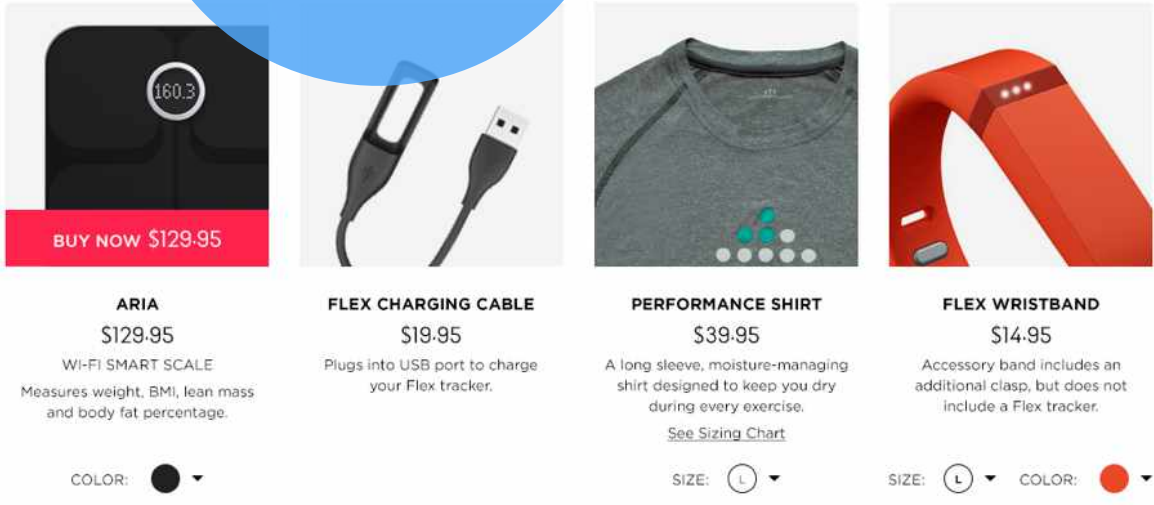 160.3
BUY NOW $129.95
ARIA
$129.95
WI-FI SMART SCALE
Measures weight, BMI, lean mass
and body fat percentage.
COLOR:
FLEX CHARGING CABLE
$19.95
Plugs into USB port to charge
your Flex tracker.
PERFORMANCE SHIRT
$39.95
A long sleeve, moisture-managing
shirt designed to keep you dry
during every exercise.
See Sizing Chart
SIZE: L
FLEX WRISTBAND
$14.95
Accessory band includes an
additional clasp, but does not
include a Flex tracker.
SIZE: L COLOR: